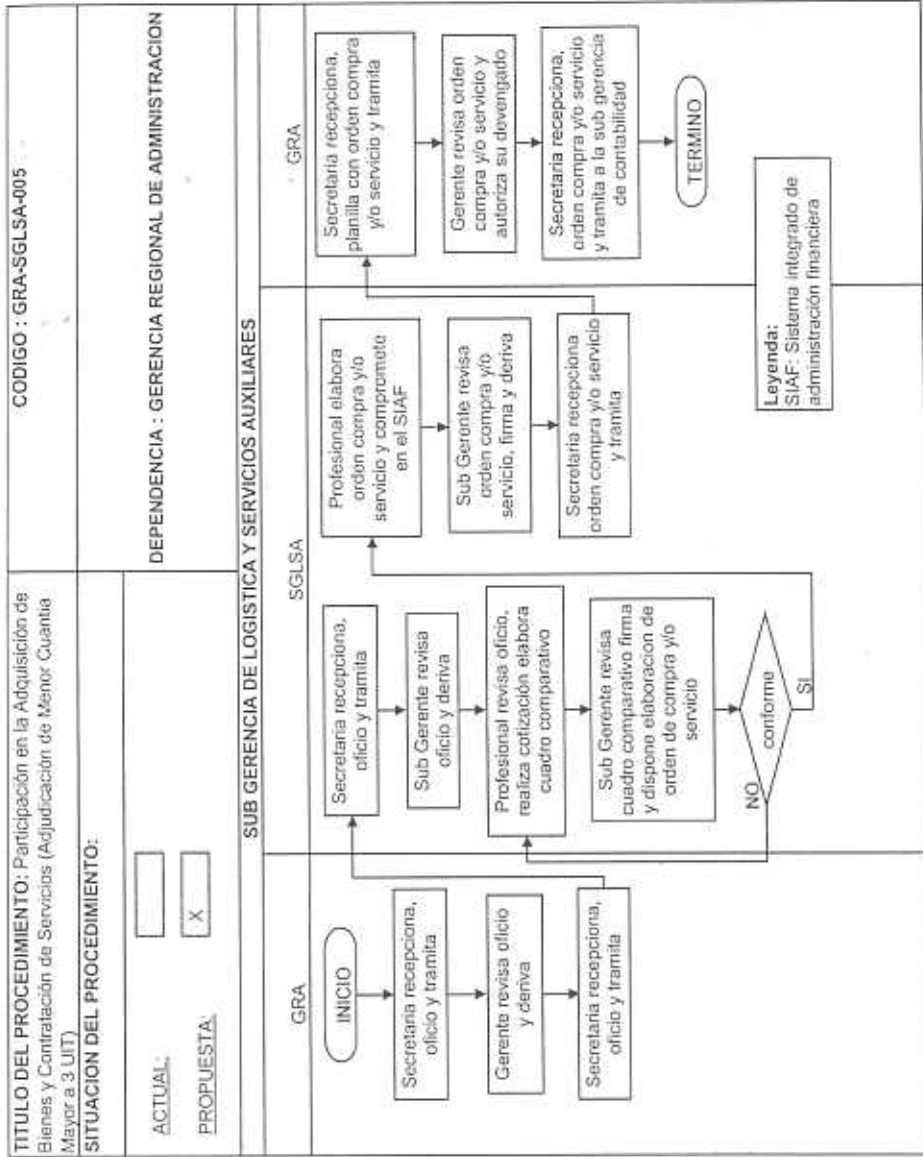 TITULO DEL PROCEDIMIENTO: Participación en la Adquisición de
Bienes y Contratación de Servicios (Adjudicación de Menor Cuantia
Mayor a 3 UIT)
CODIGO : GRA-SGLSA-005
SITUACION DEL PROCEDIMIENTO:
ACTUAL:
PROPUESTA:
X
DEPENDENCIA : GERENCIA REGIONAL DE ADMINISTRACION
SUB GERENCIA DE LOGISTICA Y SERVICIOS AUXILIARES
GRA
SGLSA
GRA
INICIO
Secretaria recepciona,
oficio y tramita
Gerente revisa oficio
y deriva
Secretaria recepciona,
oficio y tramita
Secretaria recepciona,
oficio y tramita
Sub Gerente revisa
oficio y deriva
Profesional revisa oficio,
realiza cotización elabora
cuadro comparativo
Sub Gerente revisa
cuadro comparativo firma
y dispone elaboracion de
orden de compra y/o
servicio
NO
conforme
SI
Profesional elabora
orden compra y/o
servicio y compromete
en el SIAF
Sub Gerente revisa
orden compra y/o
servicio, firma y deriva
Secretaria recepciona
orden compra y/o servicio
y tramita
Secretaria recepciona,
planilla con orden compra
y/o servicio y tramita
Gerente revisa orden
compra y/o servicio y
autoriza su devengado
Secretaria recepciona,
orden compra y/o servicio
y tramita a la sub gerencia
de contabilidad
TERMINO
Leyenda:
SIAF: Sistema integrado de
administración financiera